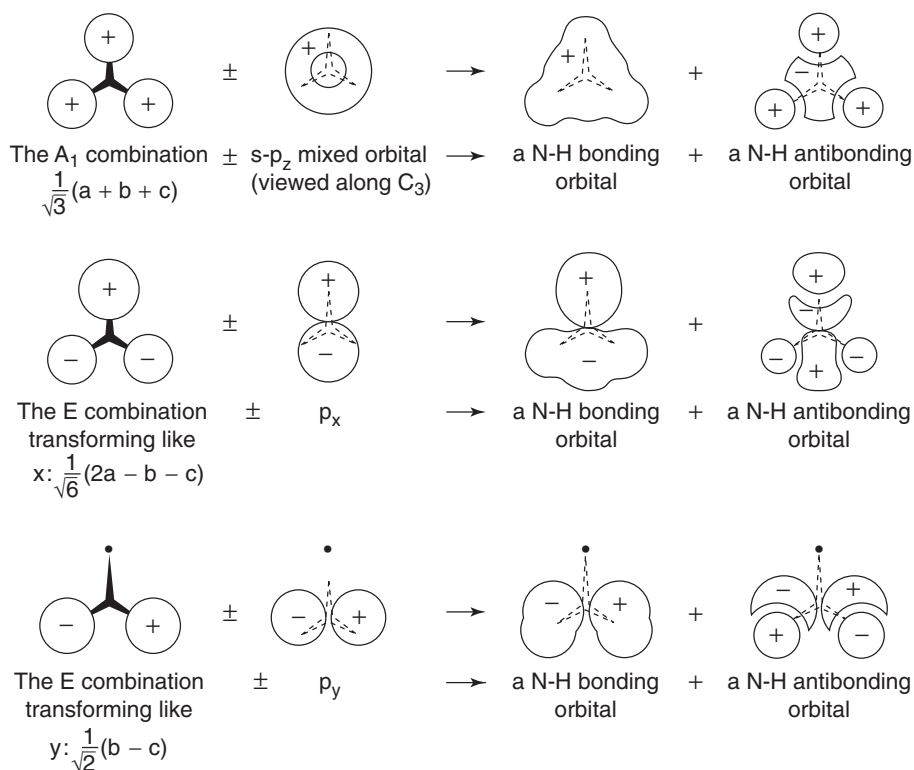 + ± + → + + + − +
+ +
The A₁ combination ± s-p_z mixed orbital → a N-H bonding + a N-H antibonding
1/√3 (a + b + c) (viewed along C₃) orbital orbital
+ ± + → + + +
− − − − − − −
+
The E combination ± pₓ → a N-H bonding + a N-H antibonding
transforming like orbital orbital
x: 1/√6 (2a − b − c)
− + ± − + → − + + − +
+ −
The E combination ± p_y → a N-H bonding + a N-H antibonding
transforming like orbital orbital
y: 1/√2 (b − c)